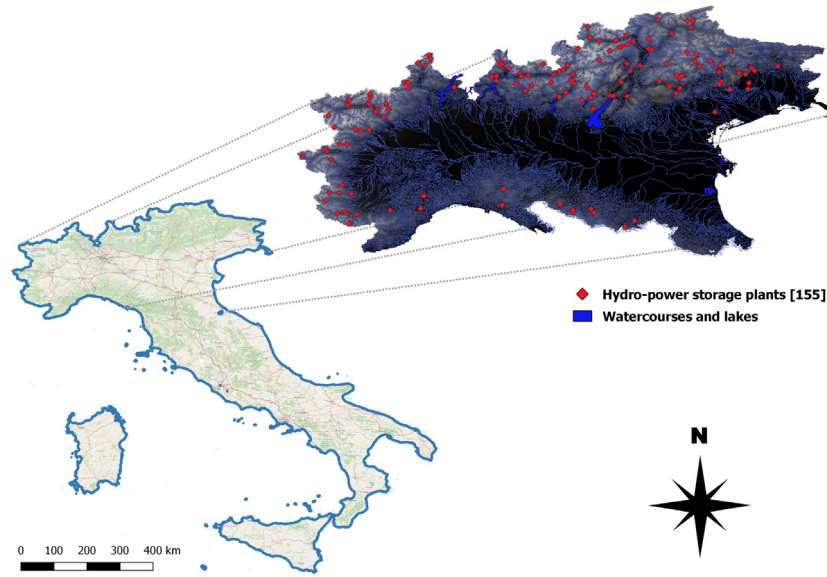 Hydro-power storage plants [155]
Watercourses and lakes
N
0 100 200 300 400 km